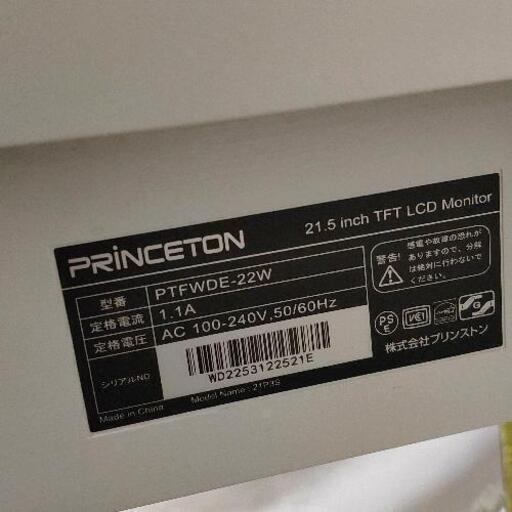 PRINCETON
21.5 inch TFT LCD Monitor
型番 PTFWDE-22W
定格電流 1.1A
定格電圧 AC 100-240V,50/60Hz
シリアルNO
WD2253122521E
Made in China
Model Name : 21P3S
警告!
感電や故障の恐れが
ありますので、分解
は絶対に行わないで
ください。
PS
E
VCCI
株式会社プリンストン